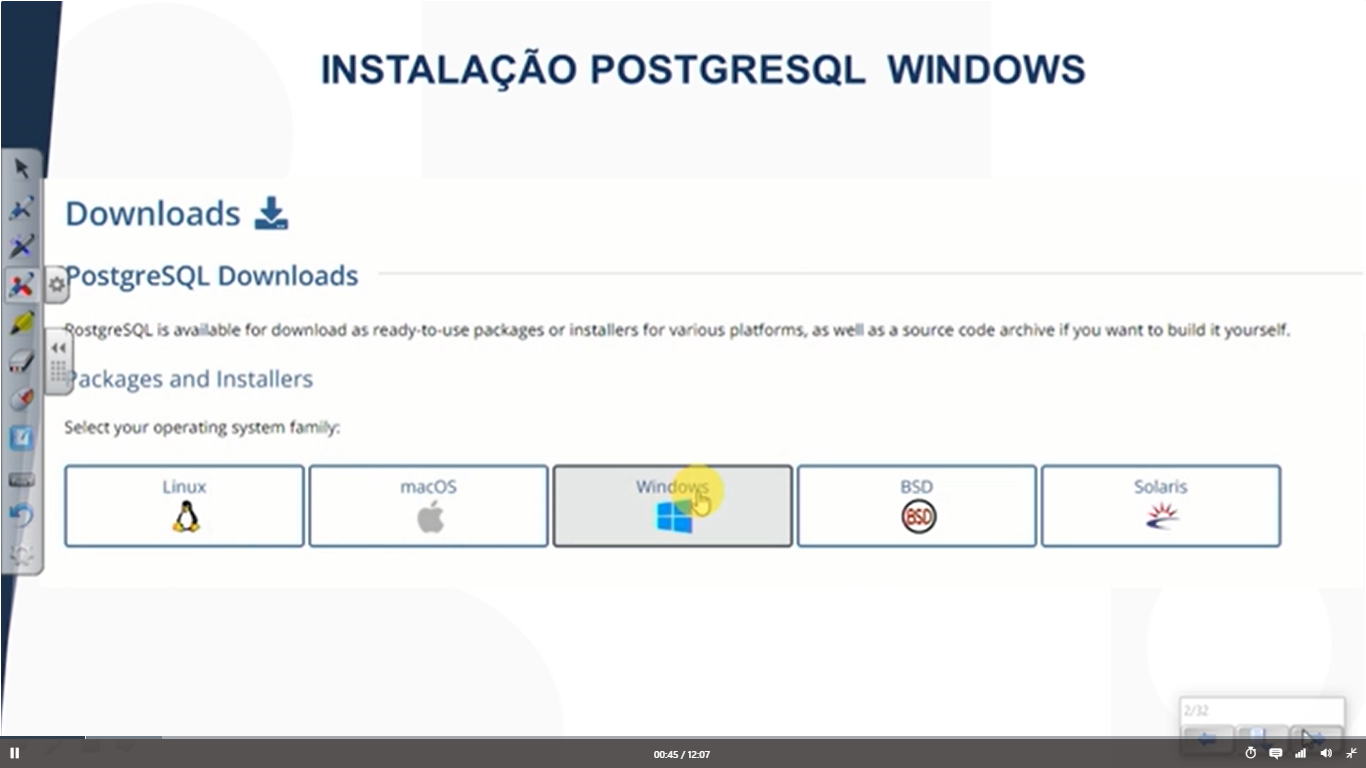 INSTALAÇÃO POSTGRESQL WINDOWS
Downloads
PostgreSQL Downloads
PostgreSQL is available for download as ready-to-use packages or installers for various platforms, as well as a source code archive if you want to build it yourself.
Packages and Installers
Select your operating system family:
Linux
macOS
Windows
BSD
Solaris
BSD
2/32
00:45 / 12:07